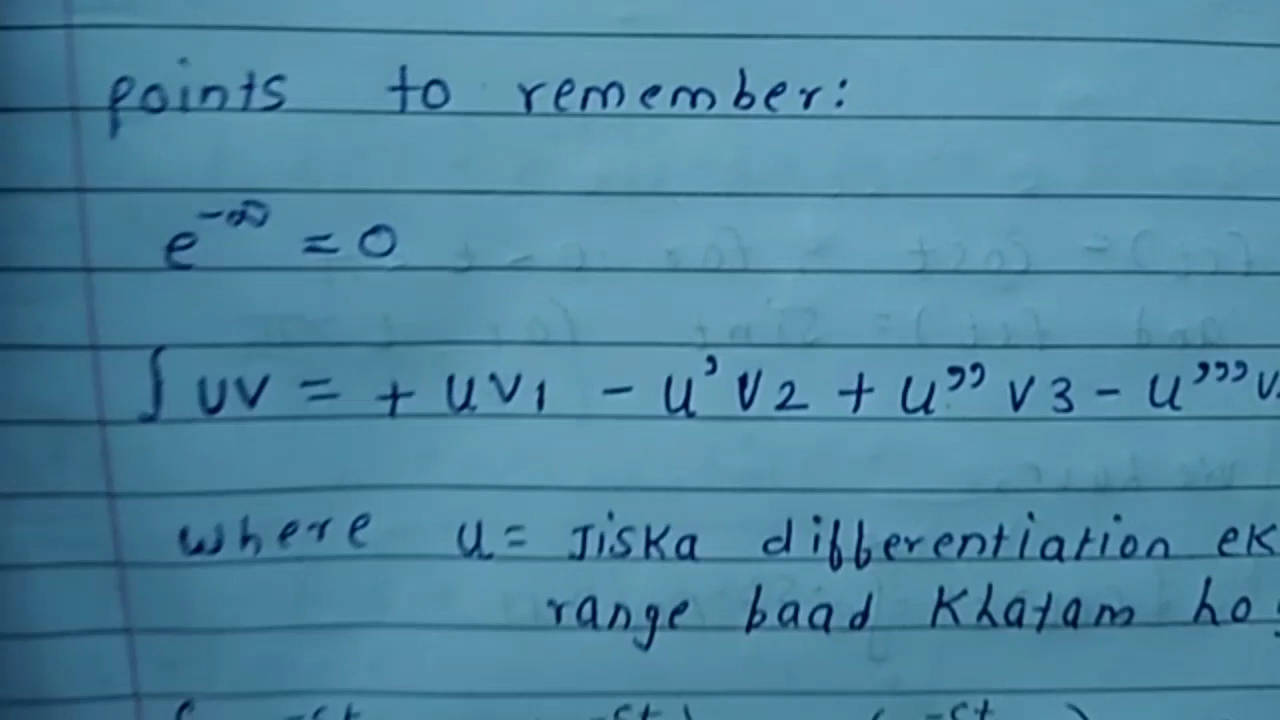 points to remember:
e^-∞ = 0
∫ uv = + uv1 - u' v2 + u'' v3 - u''' v
where u = Jiska differentiation ek
range baad Khatam ho